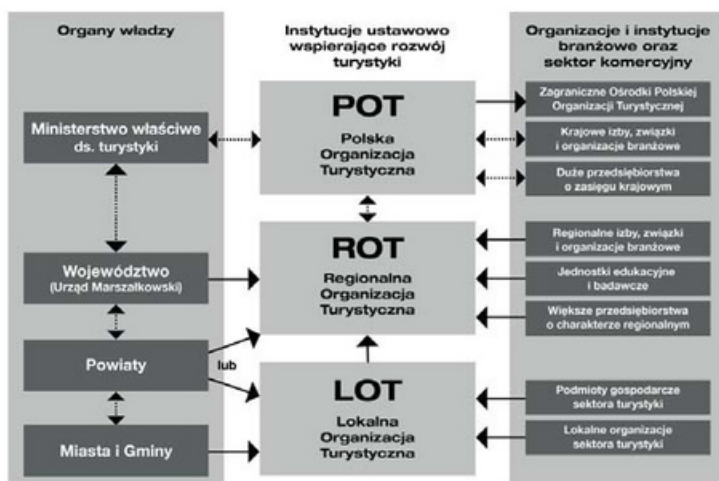 Organy władzy
Ministerstwo właściwe
ds. turystyki
Województwo
(Urząd Marszałkowski)
Powiaty
Miasta i Gminy
lub
Instytucje ustawowo
wspierające rozwój
turystyki
POT
Polska
Organizacja
Turystyczna
ROT
Regionalna
Organizacja
Turystyczna
LOT
Lokalna
Organizacja
Turystyczna
Organizacje i instytucje
branżowe oraz
sektor komercyjny
Zagraniczne Ośrodki Polskiej
Organizacji Turystycznej
Krajowe izby, związki
i organizacje branżowe
Duże przedsiębiorstwa
o zasięgu krajowym
Regionalne izby, związki
i organizacje branżowe
Jednostki edukacyjne
i badawcze
Większe przedsiębiorstwa
o charakterze regionalnym
Podmioty gospodarcze
sektora turystyki
Lokalne organizacje
sektora turystyki